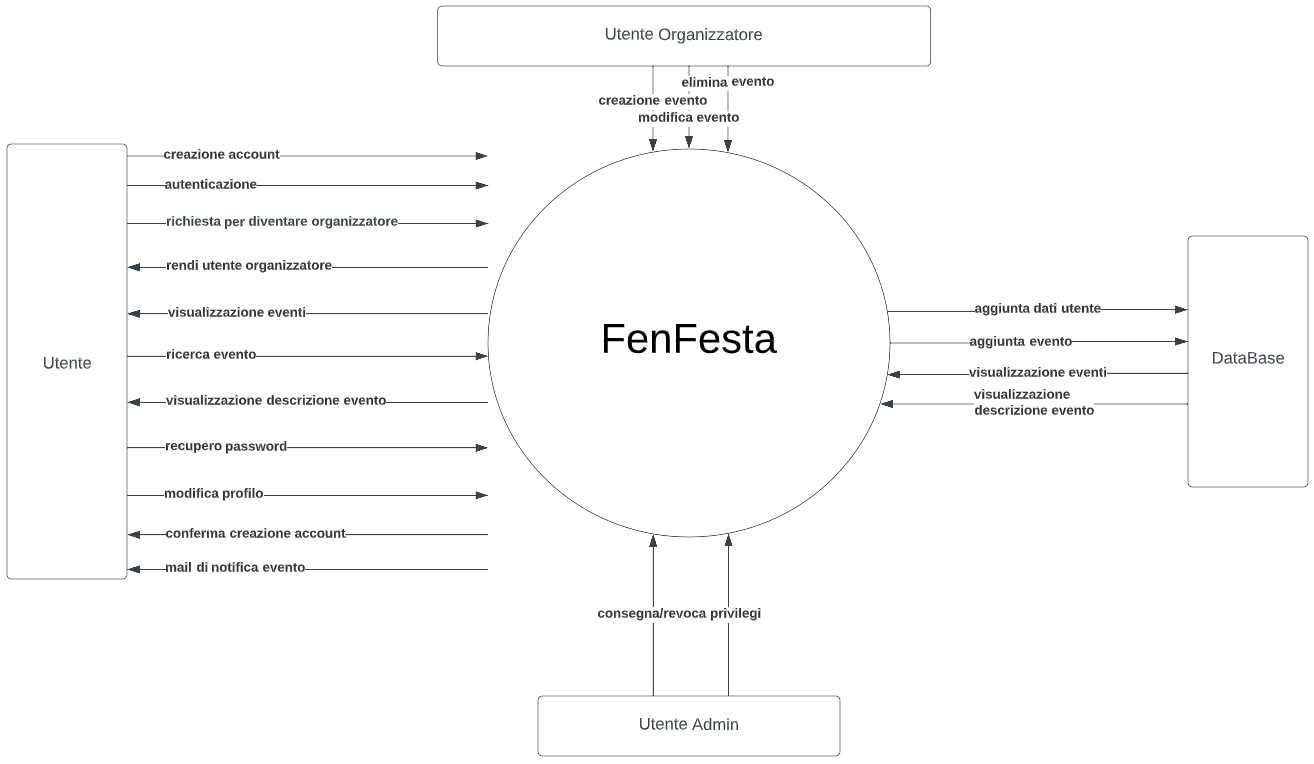 Utente Organizzatore
elimina evento
creazione evento
modifica evento
creazione account
autenticazione
richiesta per diventare organizzatore
rendi utente organizzatore
visualizzazione eventi
ricerca evento
visualizzazione descrizione evento
recupero password
modifica profilo
conferma creazione account
mail di notifica evento
Utente
FenFesta
aggiunta dati utente
aggiunta evento
visualizzazione eventi
visualizzazione
descrizione evento
DataBase
consegna/revoca privilegi
Utente Admin